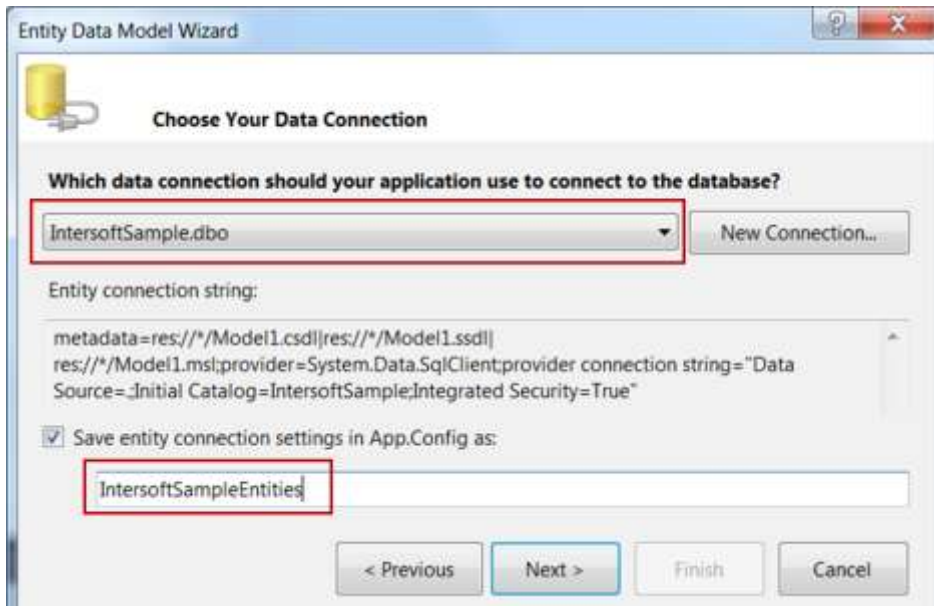 Entity Data Model Wizard
Choose Your Data Connection
Which data connection should your application use to connect to the database?
IntersoftSample.dbo
New Connection...
Entity connection string:
metadata=res://*/Model1.csdl|res://*/Model1.ssdl|
res://*/Model1.msl;provider=System.Data.SqlClient;provider connection string="Data
Source=.;Initial Catalog=IntersoftSample;Integrated Security=True"
Save entity connection settings in App.Config as:
IntersoftSampleEntities
< Previous
Next >
Finish
Cancel